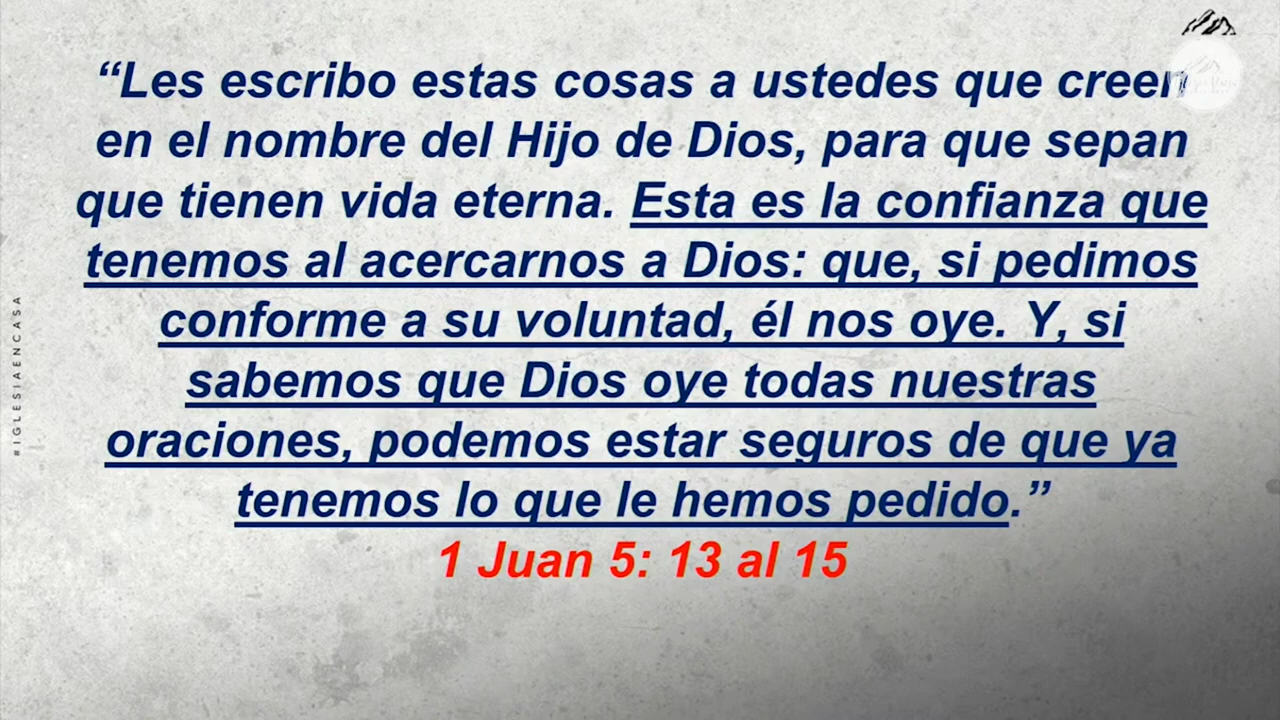 “Les escribo estas cosas a ustedes que creen
en el nombre del Hijo de Dios, para que sepan
que tienen vida eterna. Esta es la confianza que
tenemos al acercarnos a Dios: que, si pedimos
conforme a su voluntad, él nos oye. Y, si
sabemos que Dios oye todas nuestras
oraciones, podemos estar seguros de que ya
tenemos lo que le hemos pedido.”
1 Juan 5: 13 al 15
#IGLESIAENCASA